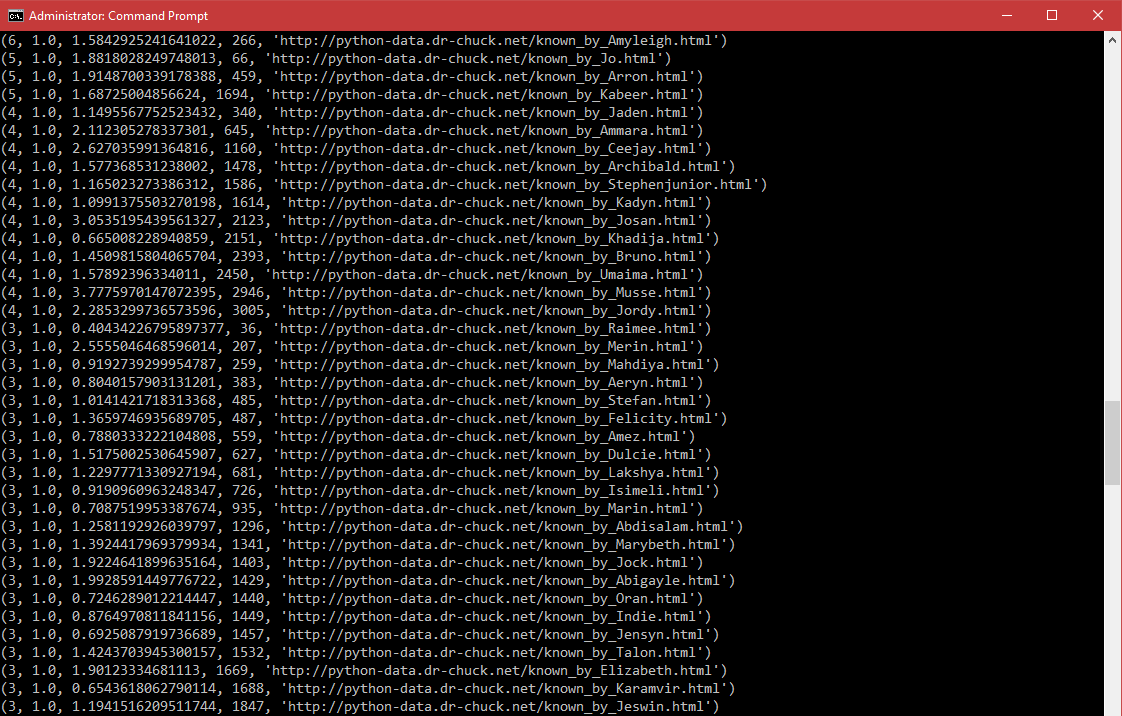 Administrator: Command Prompt
(6, 1.0, 1.5842925241641022, 266, 'http://python-data.dr-chuck.net/known_by_Amyleigh.html')
(5, 1.0, 1.8818028249748013, 66, 'http://python-data.dr-chuck.net/known_by_Jo.html')
(5, 1.0, 1.9148700339178388, 459, 'http://python-data.dr-chuck.net/known_by_Arron.html')
(5, 1.0, 1.68725004856624, 1694, 'http://python-data.dr-chuck.net/known_by_Kabeer.html')
(4, 1.0, 1.1495567752523432, 340, 'http://python-data.dr-chuck.net/known_by_Jaden.html')
(4, 1.0, 2.112305278337301, 645, 'http://python-data.dr-chuck.net/known_by_Ammara.html')
(4, 1.0, 2.627035991364816, 1160, 'http://python-data.dr-chuck.net/known_by_Ceejay.html')
(4, 1.0, 1.577368531238002, 1478, 'http://python-data.dr-chuck.net/known_by_Archibald.html')
(4, 1.0, 1.165023273386312, 1586, 'http://python-data.dr-chuck.net/known_by_Stephenjunior.html')
(4, 1.0, 1.0991375503270198, 1614, 'http://python-data.dr-chuck.net/known_by_Kadyn.html')
(4, 1.0, 3.0535195439561327, 2123, 'http://python-data.dr-chuck.net/known_by_Josan.html')
(4, 1.0, 0.665008228940859, 2151, 'http://python-data.dr-chuck.net/known_by_Khadija.html')
(4, 1.0, 1.4509815804065704, 2393, 'http://python-data.dr-chuck.net/known_by_Bruno.html')
(4, 1.0, 1.57892396334011, 2450, 'http://python-data.dr-chuck.net/known_by_Umaima.html')
(4, 1.0, 3.7775970147072395, 2946, 'http://python-data.dr-chuck.net/known_by_Musse.html')
(4, 1.0, 2.2853299736573596, 3005, 'http://python-data.dr-chuck.net/known_by_Jordy.html')
(3, 1.0, 0.40434226795897377, 36, 'http://python-data.dr-chuck.net/known_by_Raimee.html')
(3, 1.0, 2.5555046468596014, 207, 'http://python-data.dr-chuck.net/known_by_Merin.html')
(3, 1.0, 0.9192739299954787, 259, 'http://python-data.dr-chuck.net/known_by_Mahdiya.html')
(3, 1.0, 0.8040157903131201, 383, 'http://python-data.dr-chuck.net/known_by_Aeryn.html')
(3, 1.0, 1.0141421718313368, 485, 'http://python-data.dr-chuck.net/known_by_Stefan.html')
(3, 1.0, 1.3659746935689705, 487, 'http://python-data.dr-chuck.net/known_by_Felicity.html')
(3, 1.0, 0.7880333222104808, 559, 'http://python-data.dr-chuck.net/known_by_Amez.html')
(3, 1.0, 1.5175002530645907, 627, 'http://python-data.dr-chuck.net/known_by_Dulcie.html')
(3, 1.0, 1.2297771330927194, 681, 'http://python-data.dr-chuck.net/known_by_Lakshya.html')
(3, 1.0, 0.9190960963248347, 726, 'http://python-data.dr-chuck.net/known_by_Isimeli.html')
(3, 1.0, 0.7087519953387674, 935, 'http://python-data.dr-chuck.net/known_by_Marin.html')
(3, 1.0, 1.2581192926039797, 1296, 'http://python-data.dr-chuck.net/known_by_Abdisalam.html')
(3, 1.0, 1.3924417969379934, 1341, 'http://python-data.dr-chuck.net/known_by_Marybeth.html')
(3, 1.0, 1.9224641899635164, 1403, 'http://python-data.dr-chuck.net/known_by_Jock.html')
(3, 1.0, 1.9928591449776722, 1429, 'http://python-data.dr-chuck.net/known_by_Abigayle.html')
(3, 1.0, 0.7246289012214447, 1440, 'http://python-data.dr-chuck.net/known_by_Oran.html')
(3, 1.0, 0.8764970811841156, 1449, 'http://python-data.dr-chuck.net/known_by_Indie.html')
(3, 1.0, 0.6925087919736689, 1457, 'http://python-data.dr-chuck.net/known_by_Jensyn.html')
(3, 1.0, 1.4243703945300157, 1532, 'http://python-data.dr-chuck.net/known_by_Talon.html')
(3, 1.0, 1.90123334681113, 1669, 'http://python-data.dr-chuck.net/known_by_Elizabeth.html')
(3, 1.0, 0.6543618062790114, 1688, 'http://python-data.dr-chuck.net/known_by_Karamvir.html')
(3, 1.0, 1.1941516209511744, 1847, 'http://python-data.dr-chuck.net/known_by_Jeswin.html')